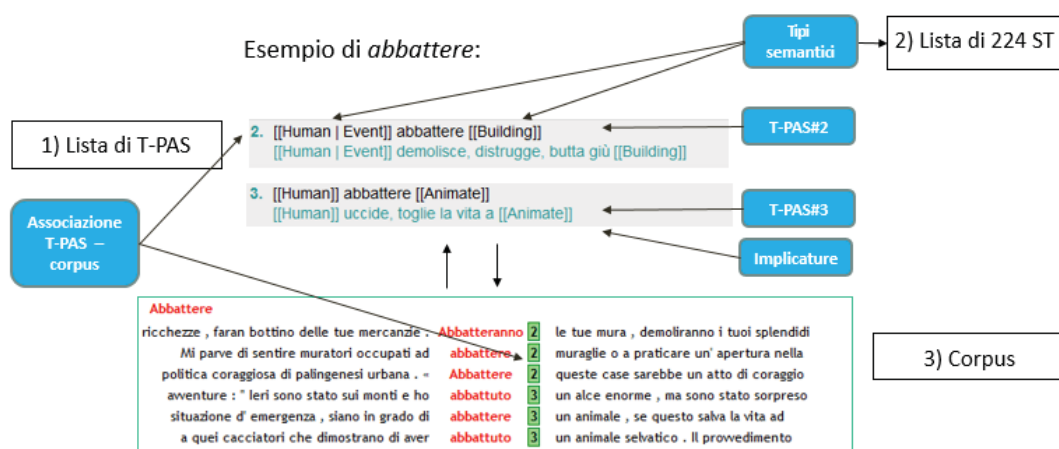 Tipi
semantici
2) Lista di 224 ST
Esempio di abbattere:
1) Lista di T-PAS
2. [[Human | Event]] abbattere [[Building]]
[[Human | Event]] demolisce, distrugge, butta giù [[Building]]
T-PAS#2
3. [[Human]] abbattere [[Animate]]
[[Human]] uccide, toglie la vita a [[Animate]]
T-PAS#3
Associazione
T-PAS –
corpus
Implicature
Abbattere
ricchezze , faran bottino delle tue mercanzie . Abbatteranno 2 le tue mura , demoliranno i tuoi splendidi
Mi parve di sentire muratori occupati ad abbattere 2 muraglie o a praticare un' apertura nella
politica coraggiosa di palingenesi urbana . « Abbattere 2 queste case sarebbe un atto di coraggio
avventure : " Ieri sono stato sui monti e ho abbattuto 3 un alce enorme , ma sono stato sorpreso
situazione d' emergenza , siano in grado di abbattere 3 un animale , se questo salva la vita ad
a quei cacciatori che dimostrano di aver abbattuto 3 un animale selvatico . Il provvedimento
3) Corpus